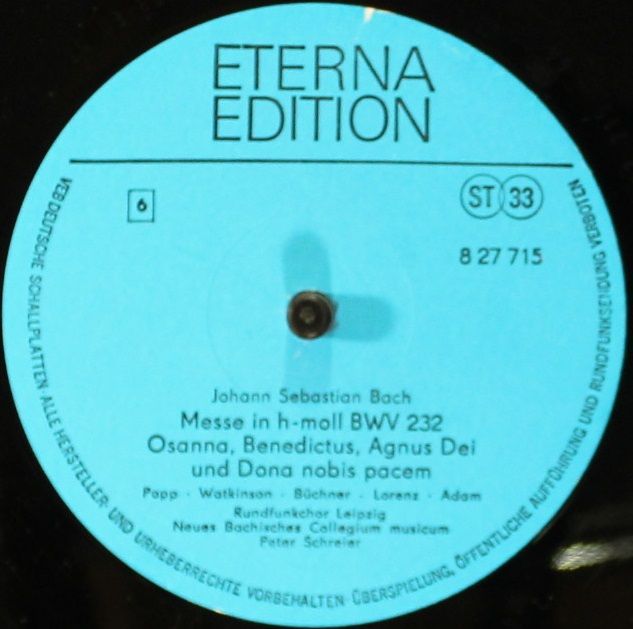 ETERNA
EDITION
6
ST 33
8 27 715
Johann Sebastian Bach
Messe in h-moll BWV 232
Osanna, Benedictus, Agnus Dei
und Dona nobis pacem
Popp · Watkinson · Büchner · Lorenz · Adam
Rundfunkchor Leipzig
Neues Bachisches Collegium musicum
Peter Schreier
VEB DEUTSCHE SCHALLPLATTEN · ALLE HERSTELLER- UND URHEBERRECHTE VORBEHALTEN · ÜBERSPIELUNG, ÖFFENTLICHE AUFFÜHRUNG UND RUNDFUNKSENDUNG VERBOTEN